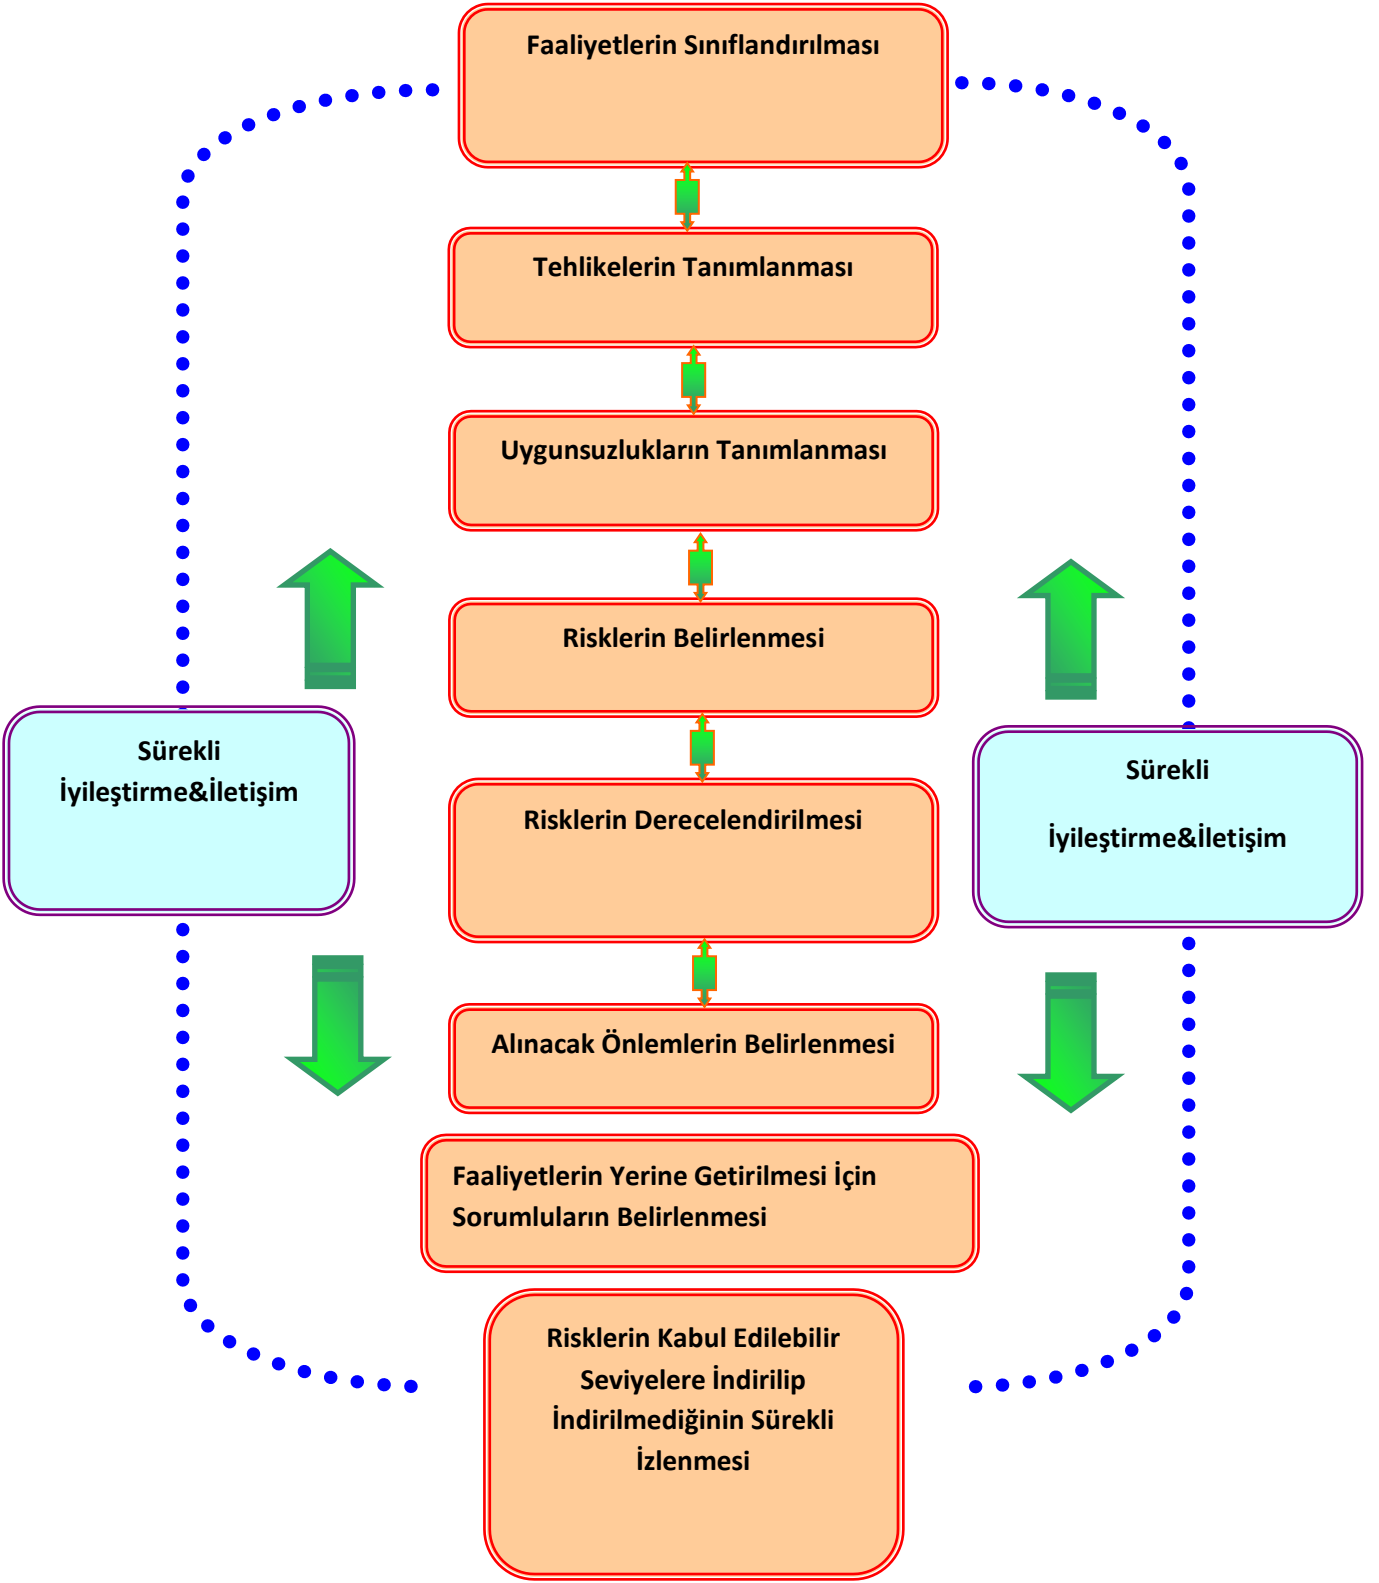 Faaliyetlerin Sınıflandırılması
Tehlikelerin Tanımlanması
Uygunsuzlukların Tanımlanması
Risklerin Belirlenmesi
Sürekli
İyileştirme&İletişim
Risklerin Derecelendirilmesi
Sürekli
İyileştirme&İletişim
Alınacak Önlemlerin Belirlenmesi
Faaliyetlerin Yerine Getirilmesi İçin
Sorumluların Belirlenmesi
Risklerin Kabul Edilebilir
Seviyelere İndirilip
İndirilmediğinin Sürekli
İzlenmesi